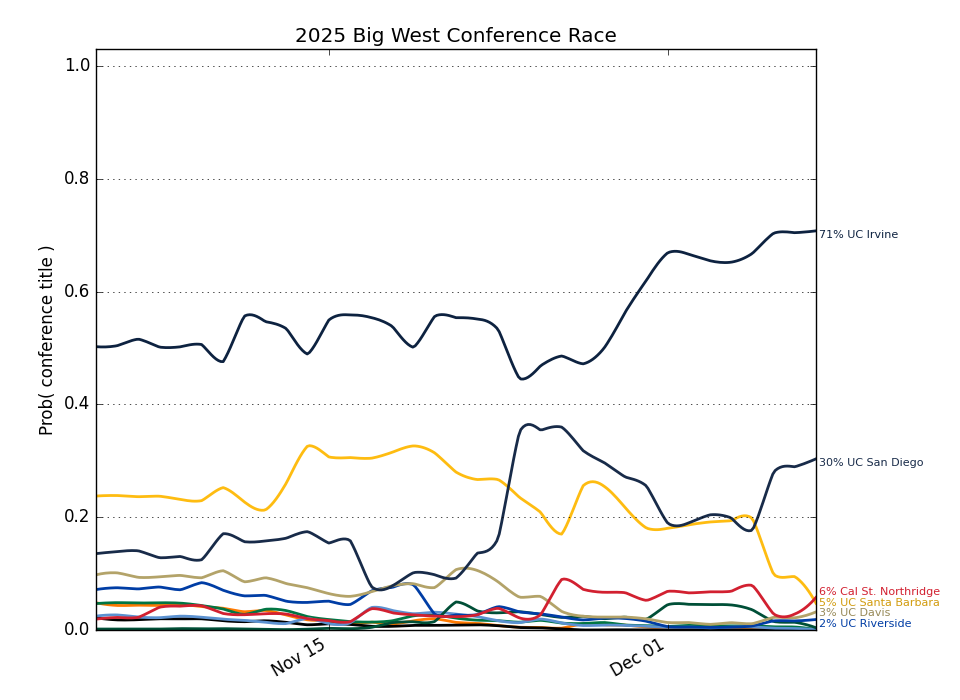 2025 Big West Conference Race
Prob( conference title )
1.0
0.8
0.6
0.4
0.2
0.0
Nov 15
Dec 01
71% UC Irvine
30% UC San Diego
6% Cal St. Northridge
5% UC Santa Barbara
3% UC Davis
2% UC Riverside